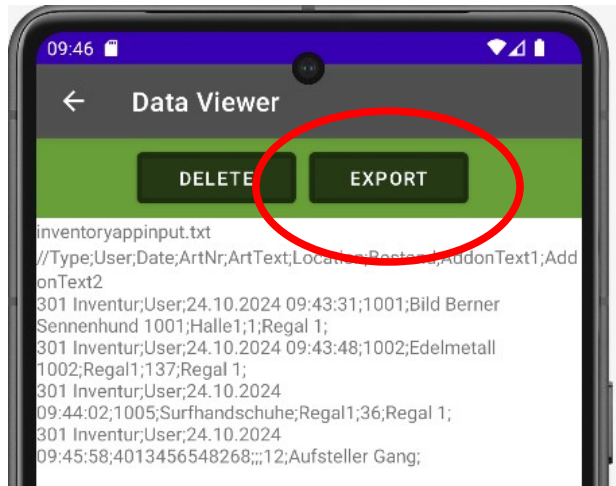 09:46
Data Viewer
DELETE EXPORT
inventoryappinput.txt
//Type;User;Date;ArtNr;ArtText;Location;Bestand;AddonText1;Add
onText2
301 Inventur;User;24.10.2024 09:43:31;1001;Bild Berner
Sennenhund 1001;Halle1;1;Regal 1;
301 Inventur;User;24.10.2024 09:43:48;1002;Edelmetall
1002;Regal1;137;Regal 1;
301 Inventur;User;24.10.2024
09:44:02;1005;Surfhandschuhe;Regal1;36;Regal 1;
301 Inventur;User;24.10.2024
09:45:58;4013456548268;;;12;Aufsteller Gang;